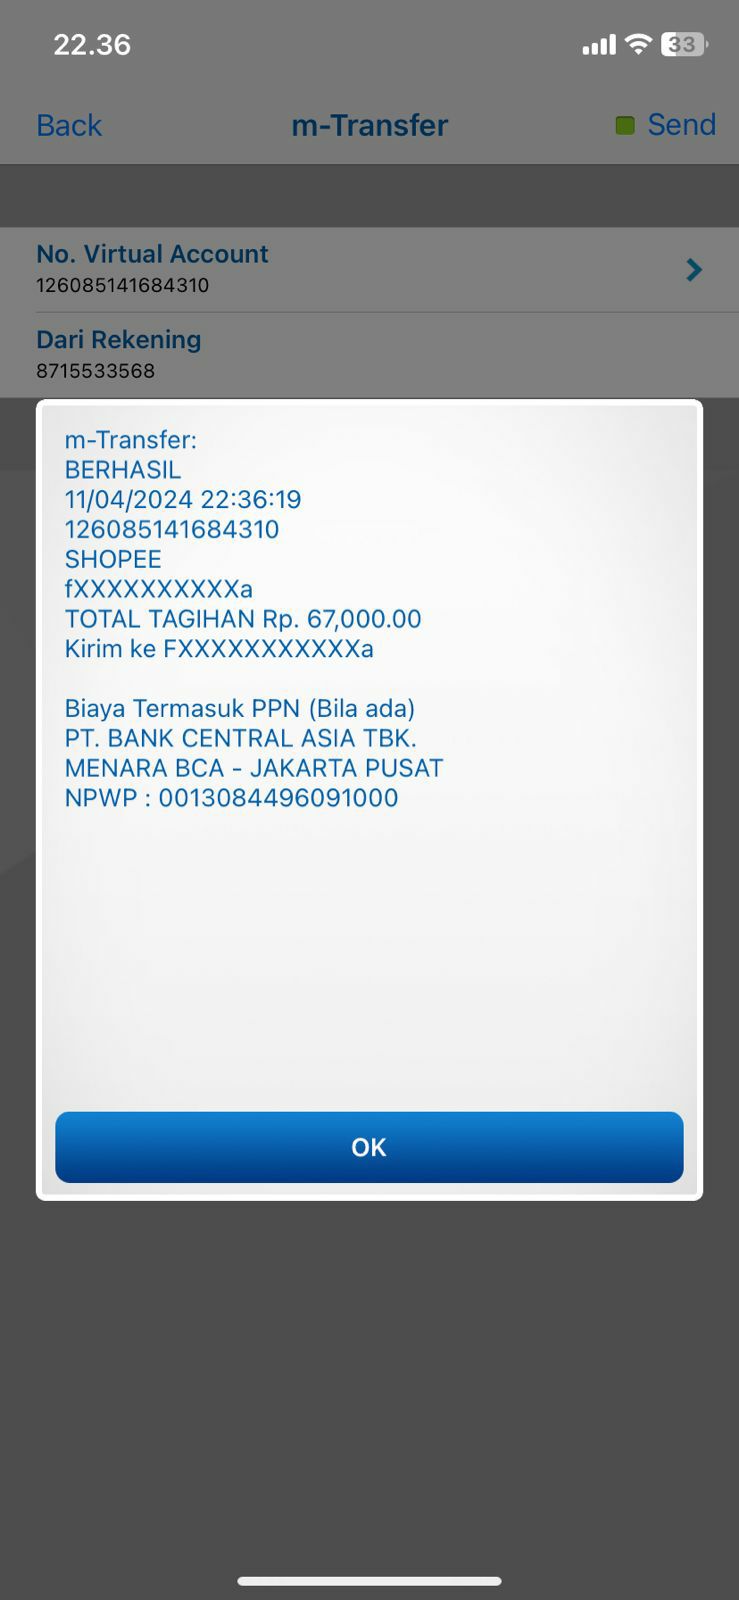 22.36
33
Back
m-Transfer
Send
No. Virtual Account
126085141684310
Dari Rekening
8715533568
m-Transfer:
BERHASIL
11/04/2024 22:36:19
126085141684310
SHOPEE
fXXXXXXXXXXa
TOTAL TAGIHAN Rp. 67,000.00
Kirim ke FXXXXXXXXXXXa
Biaya Termasuk PPN (Bila ada)
PT. BANK CENTRAL ASIA TBK.
MENARA BCA - JAKARTA PUSAT
NPWP : 0013084496091000
OK